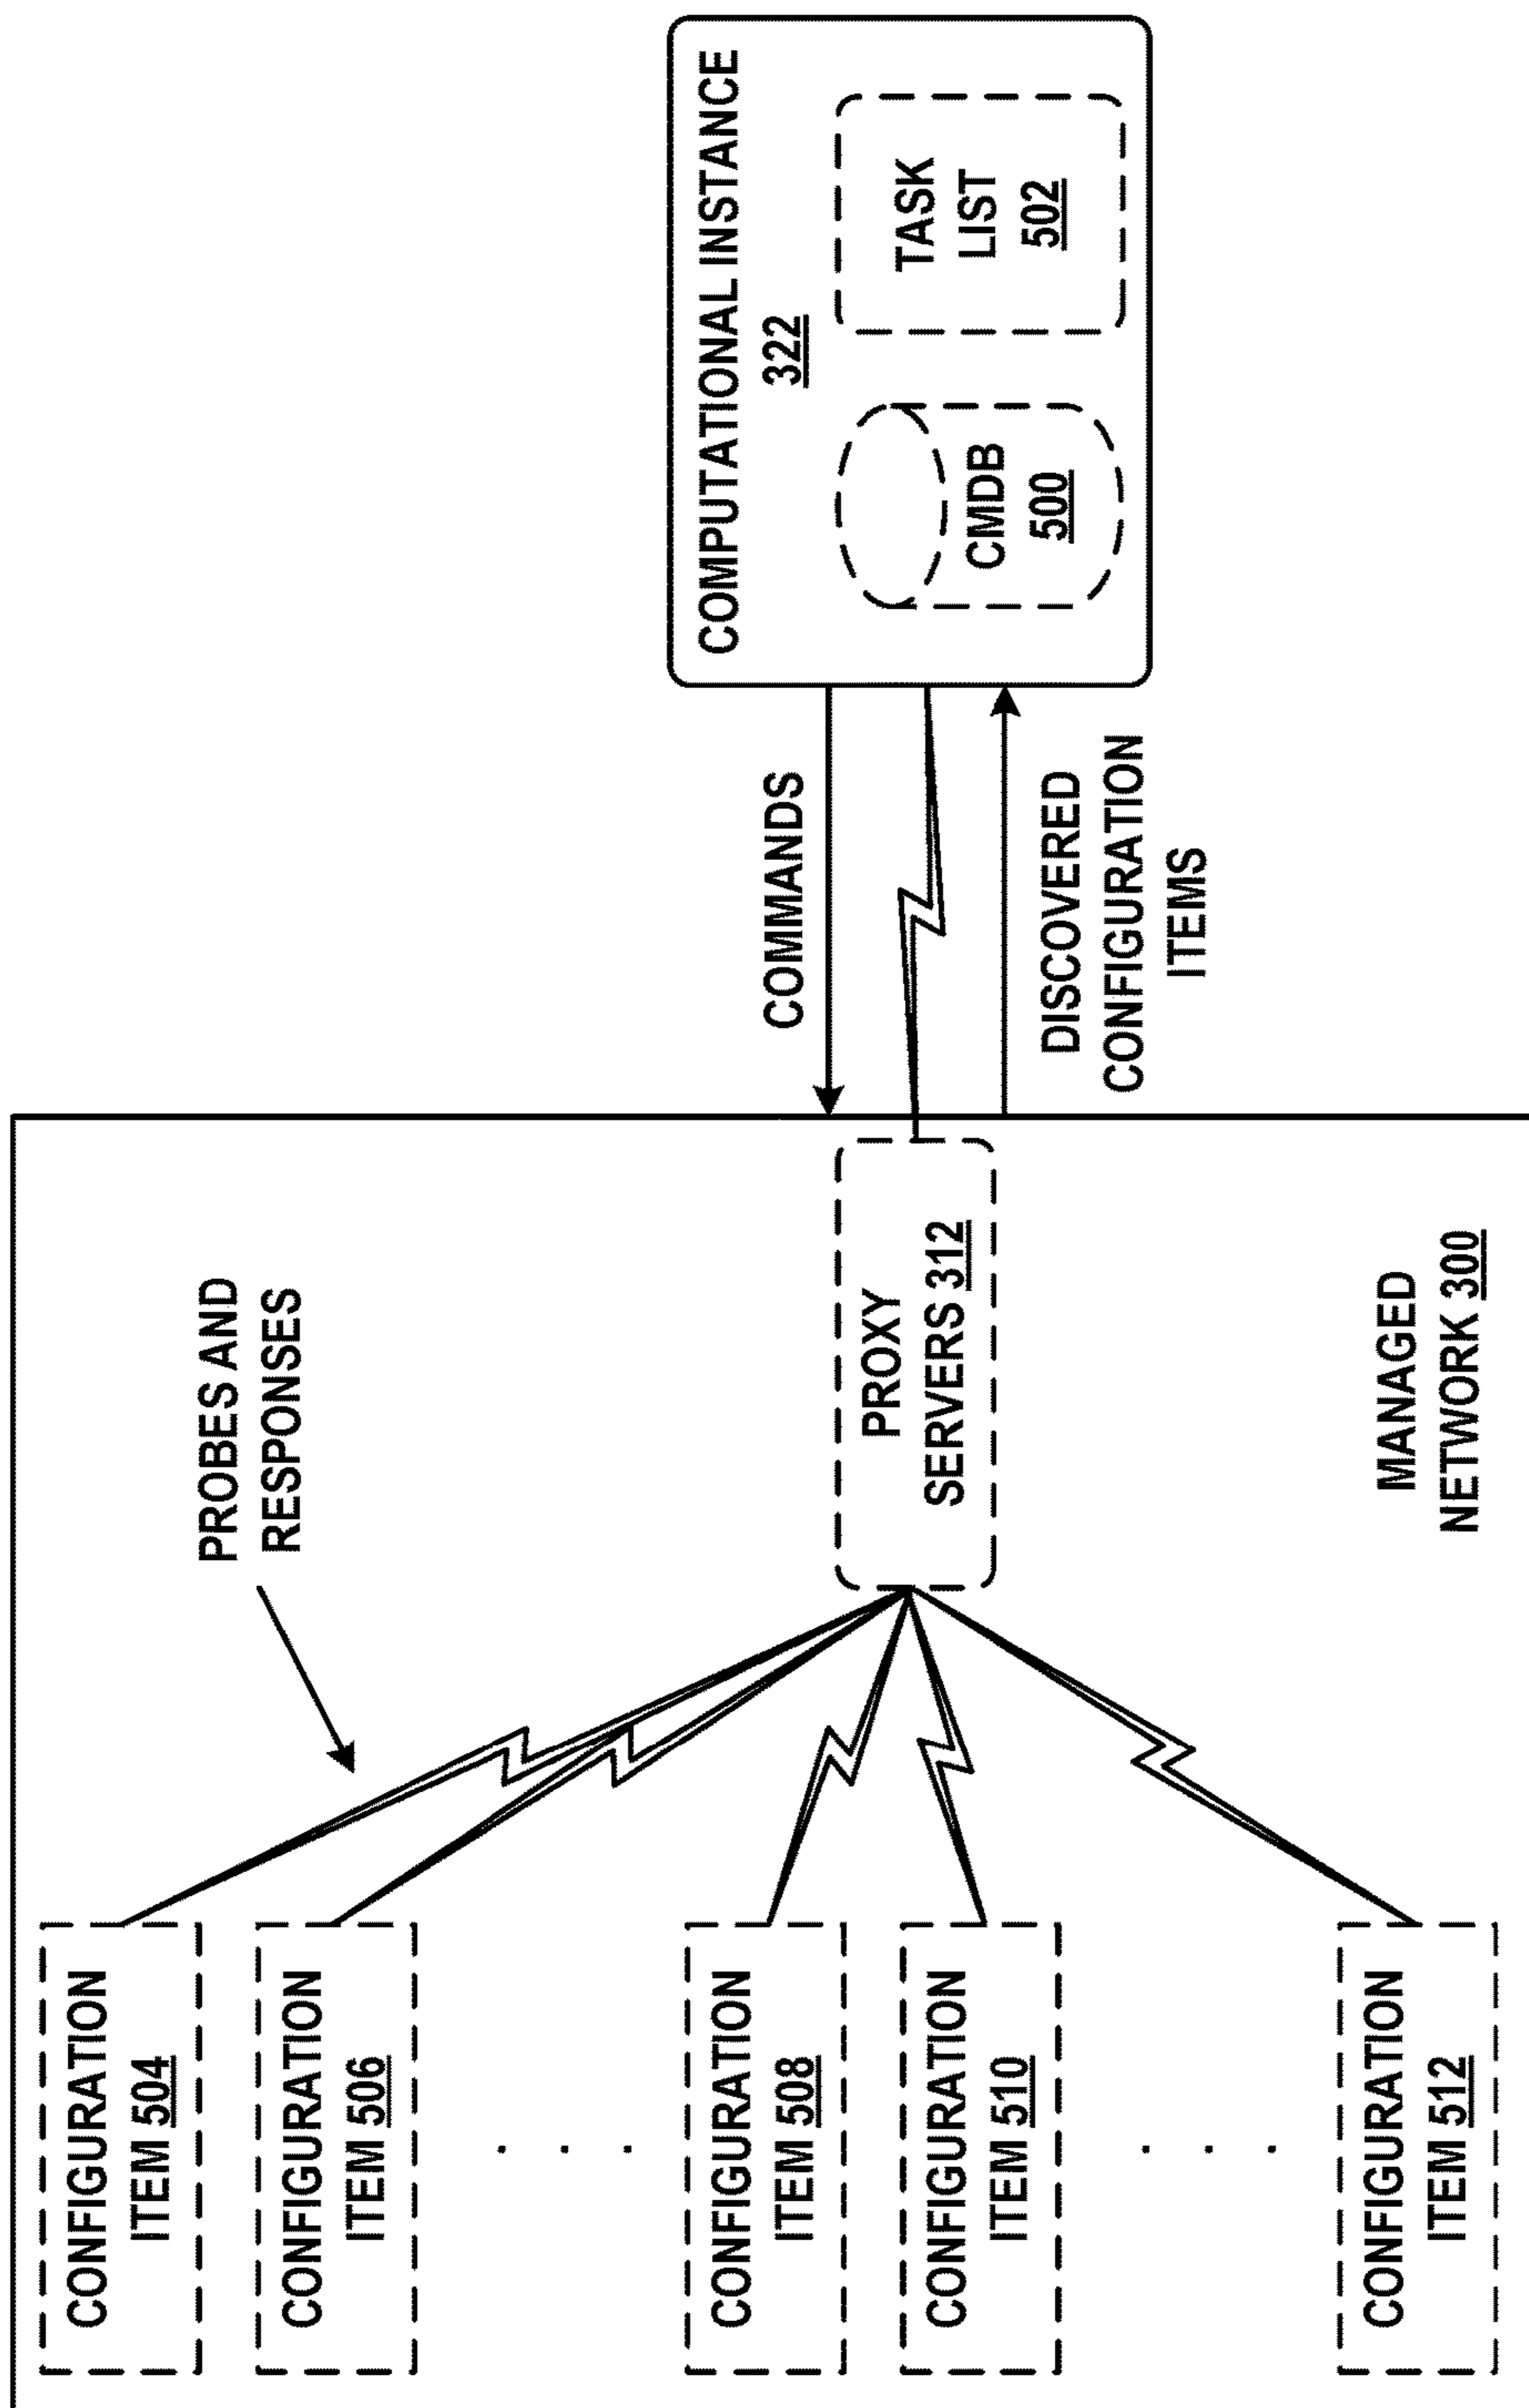 COMPUTATIONAL INSTANCE
322
CMDB
500
TASK
LIST
502
COMMANDS
DISCOVERED
CONFIGURATION
ITEMS
PROBES AND
RESPONSES
PROXY
SERVERS 312
MANAGED
NETWORK 300
CONFIGURATION
ITEM 504
CONFIGURATION
ITEM 506
. . .
CONFIGURATION
ITEM 508
CONFIGURATION
ITEM 510
. . .
CONFIGURATION
ITEM 512